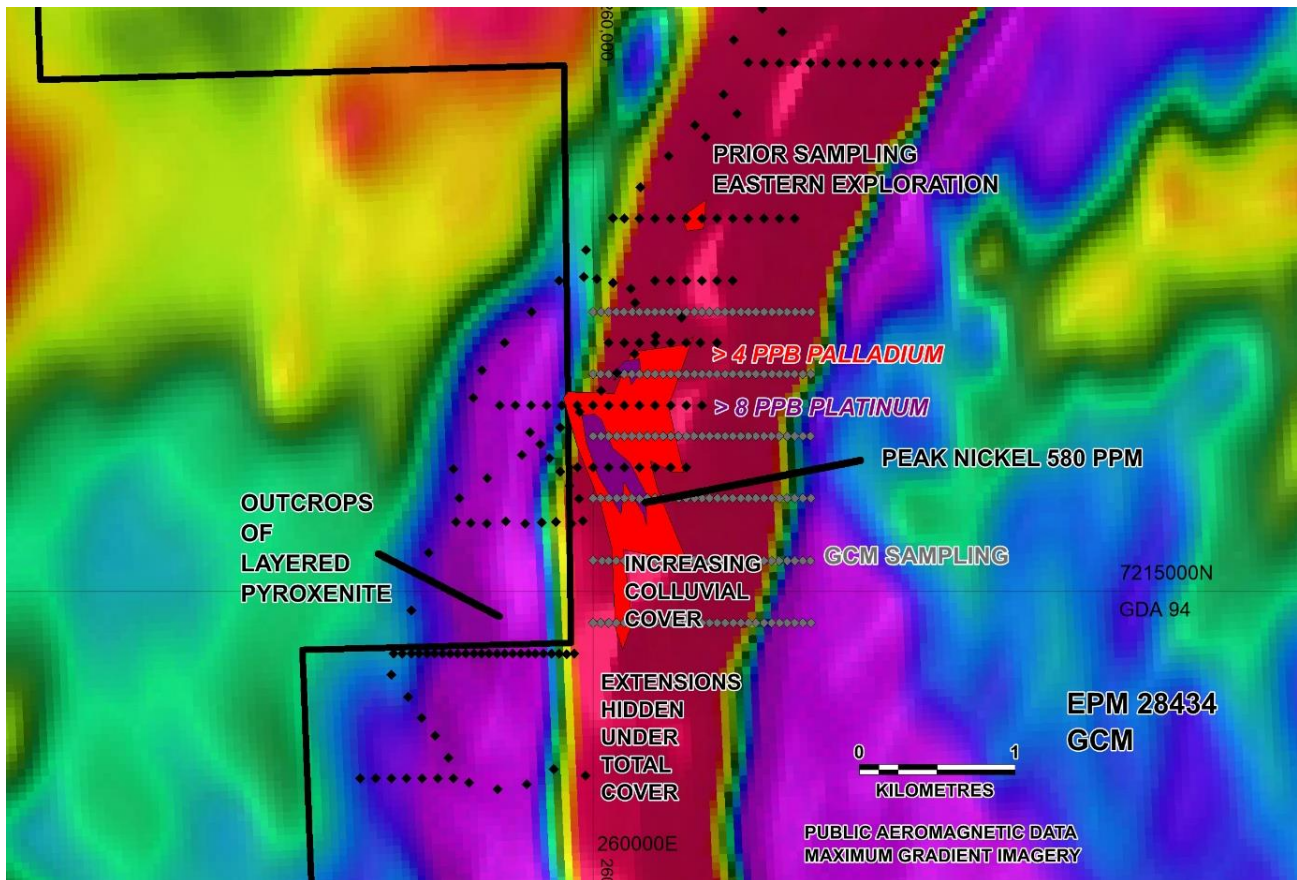 260,000
PRIOR SAMPLING
EASTERN EXPLORATION
> 4 PPB PALLADIUM
> 8 PPB PLATINUM
PEAK NICKEL 580 PPM
OUTCROPS
OF
LAYERED
PYROXENITE
GCM SAMPLING
INCREASING
COLLUVIAL
COVER
7215000N
GDA 94
EXTENSIONS
HIDDEN
UNDER
TOTAL
COVER
EPM 28434
GCM
0 1
KILOMETRES
PUBLIC AEROMAGNETIC DATA
MAXIMUM GRADIENT IMAGERY
260000E
260